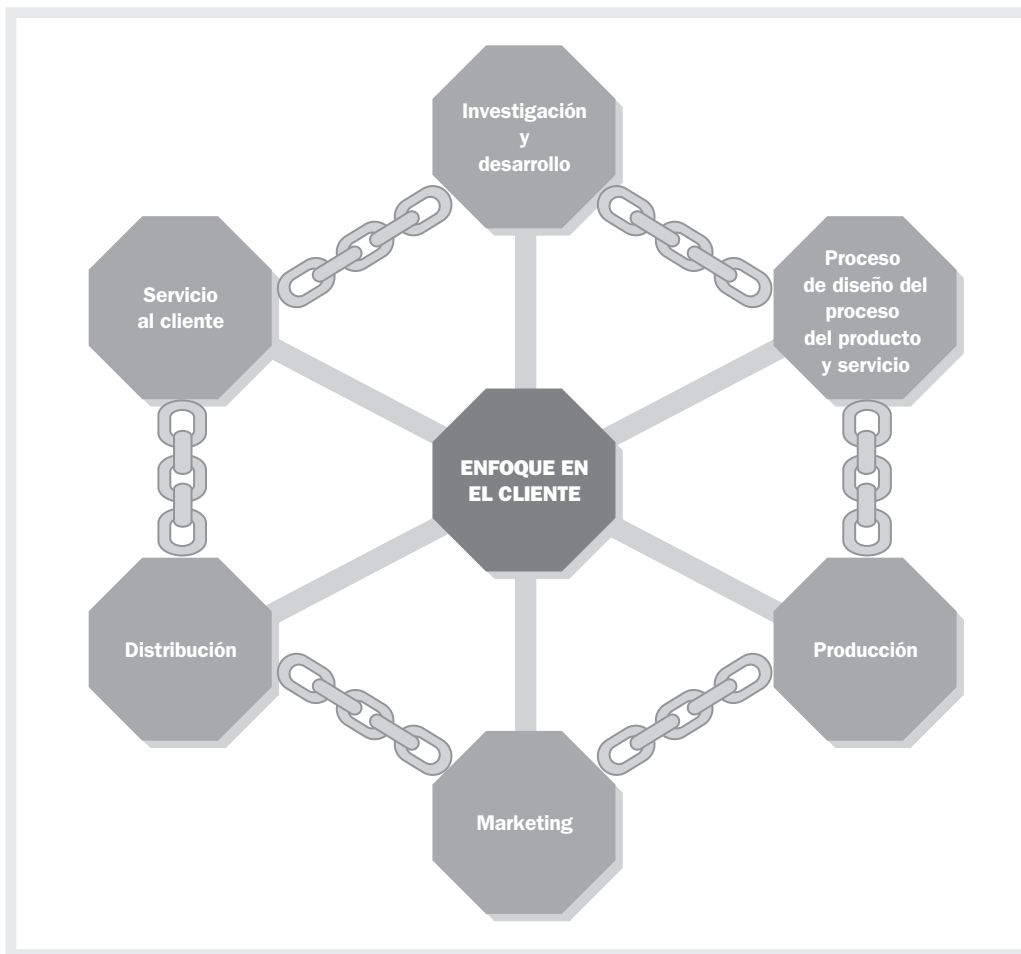 Investigación
y
desarrollo
Servicio
al cliente
Proceso
de diseño del
proceso
del producto
y servicio
ENFOQUE EN
EL CLIENTE
Distribución
Producción
Marketing